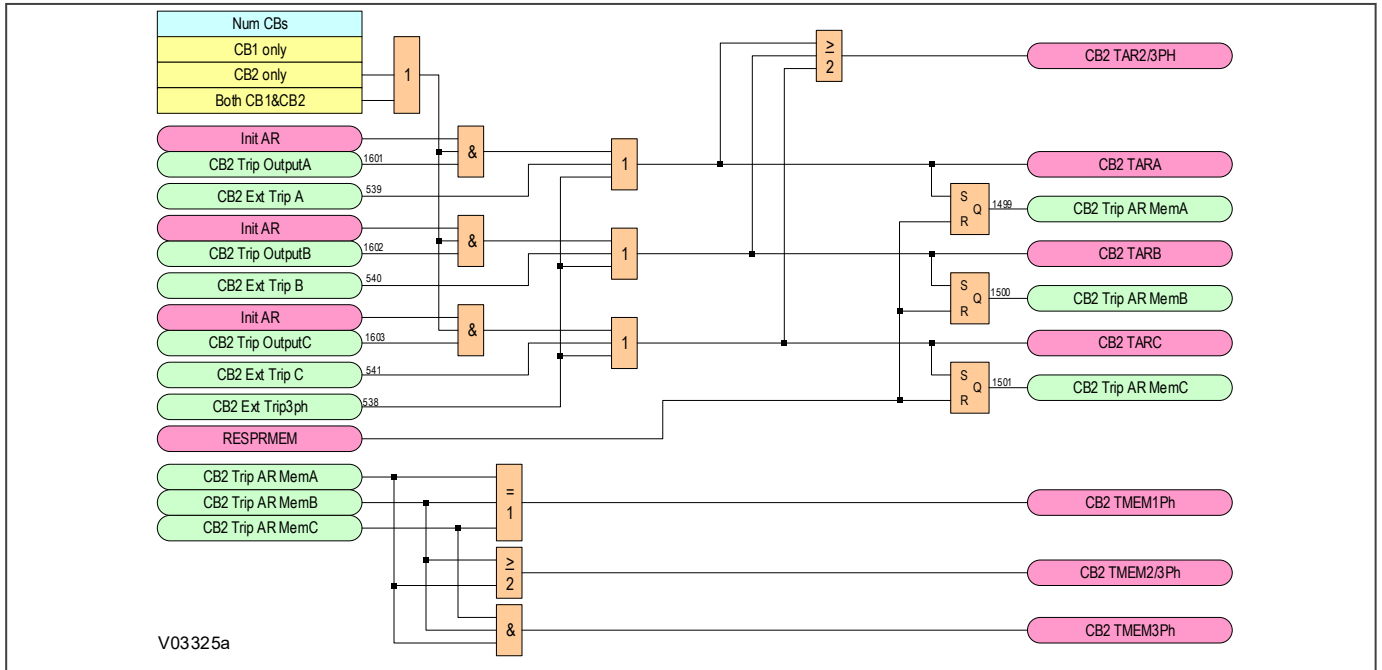 Num CBs
CB1 only
CB2 only
Both CB1&CB2
1
≥
2
CB2 TAR2/3PH
Init AR
CB2 Trip OutputA
1601
&
CB2 Ext Trip A
539
1
CB2 TARA
S
Q
R
1499
CB2 Trip AR MemA
Init AR
CB2 Trip OutputB
1602
&
CB2 Ext Trip B
540
1
CB2 TARB
S
Q
R
1500
CB2 Trip AR MemB
Init AR
CB2 Trip OutputC
1603
&
CB2 Ext Trip C
541
1
CB2 TARC
S
Q
R
1501
CB2 Trip AR MemC
CB2 Ext Trip3ph
538
RESPRMEM
CB2 Trip AR MemA
CB2 Trip AR MemB
CB2 Trip AR MemC
=
1
CB2 TMEM1Ph
≥
2
CB2 TMEM2/3Ph
&
CB2 TMEM3Ph
V03325a